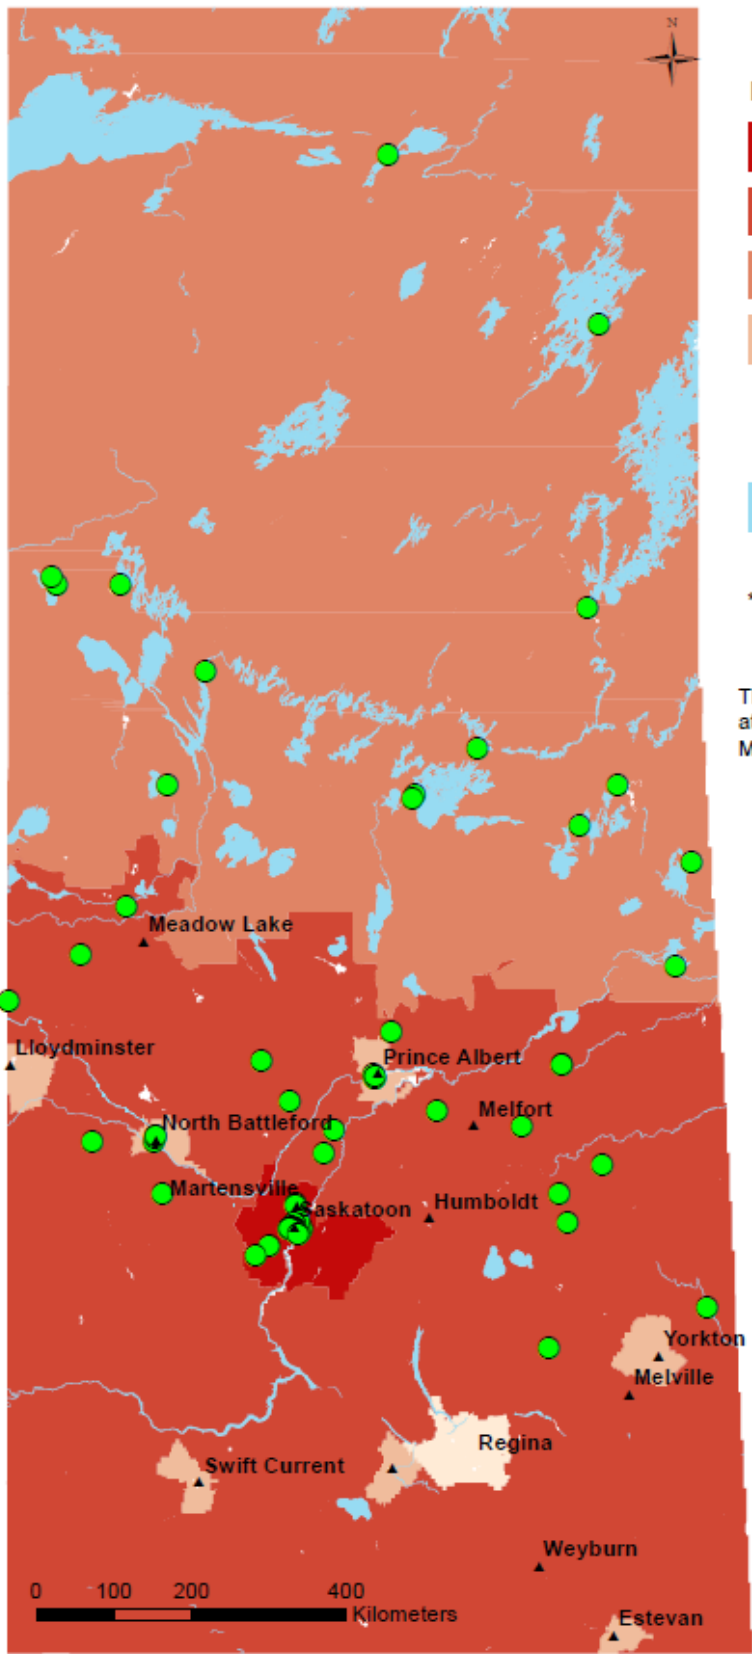 N
Meadow Lake
Lloydminster
Prince Albert
North Battleford
Melfort
Martensville
Saskatoon
Humboldt
Yorkton
Melville
Regina
Swift Current
Weyburn
0 100 200 400
Kilometers
Estevan